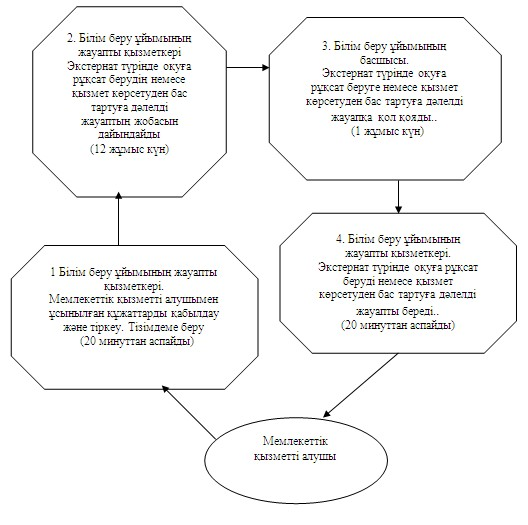 2. Білім беру ұйымының
жауапты қызметкері
Экстернат түрінде оқуға
рұқсат берудін немесе
қызмет көрсетуден бас
тартуға дәлелді
жауаптын жобасын
дайындайды
(12 жұмыс күн)
3. Білім беру ұйымының
басшысы.
Экстернат түрінде оқуға
рұқсат беруге немесе қызмет
көрсетуден бас тартуға дәлелді
жауапқа қол қояды..
(1 жұмыс күн)
4. Білім беру ұйымының
жауапты қызметкері.
Экстернат түрінде оқуға рұқсат
беруді немесе қызмет
көрсетуден бас тартуға дәлелді
жауапты береді..
(20 минуттан аспайды)
1 Білім беру ұйымының жауапты
қызметкері.
Мемлекеттік қызметті алушымен
ұсынылған құжаттарды қабылдау
және тіркеу. Тізімдеме беру
(20 минуттан аспайды)
Мемлекеттік
қызметті алушы